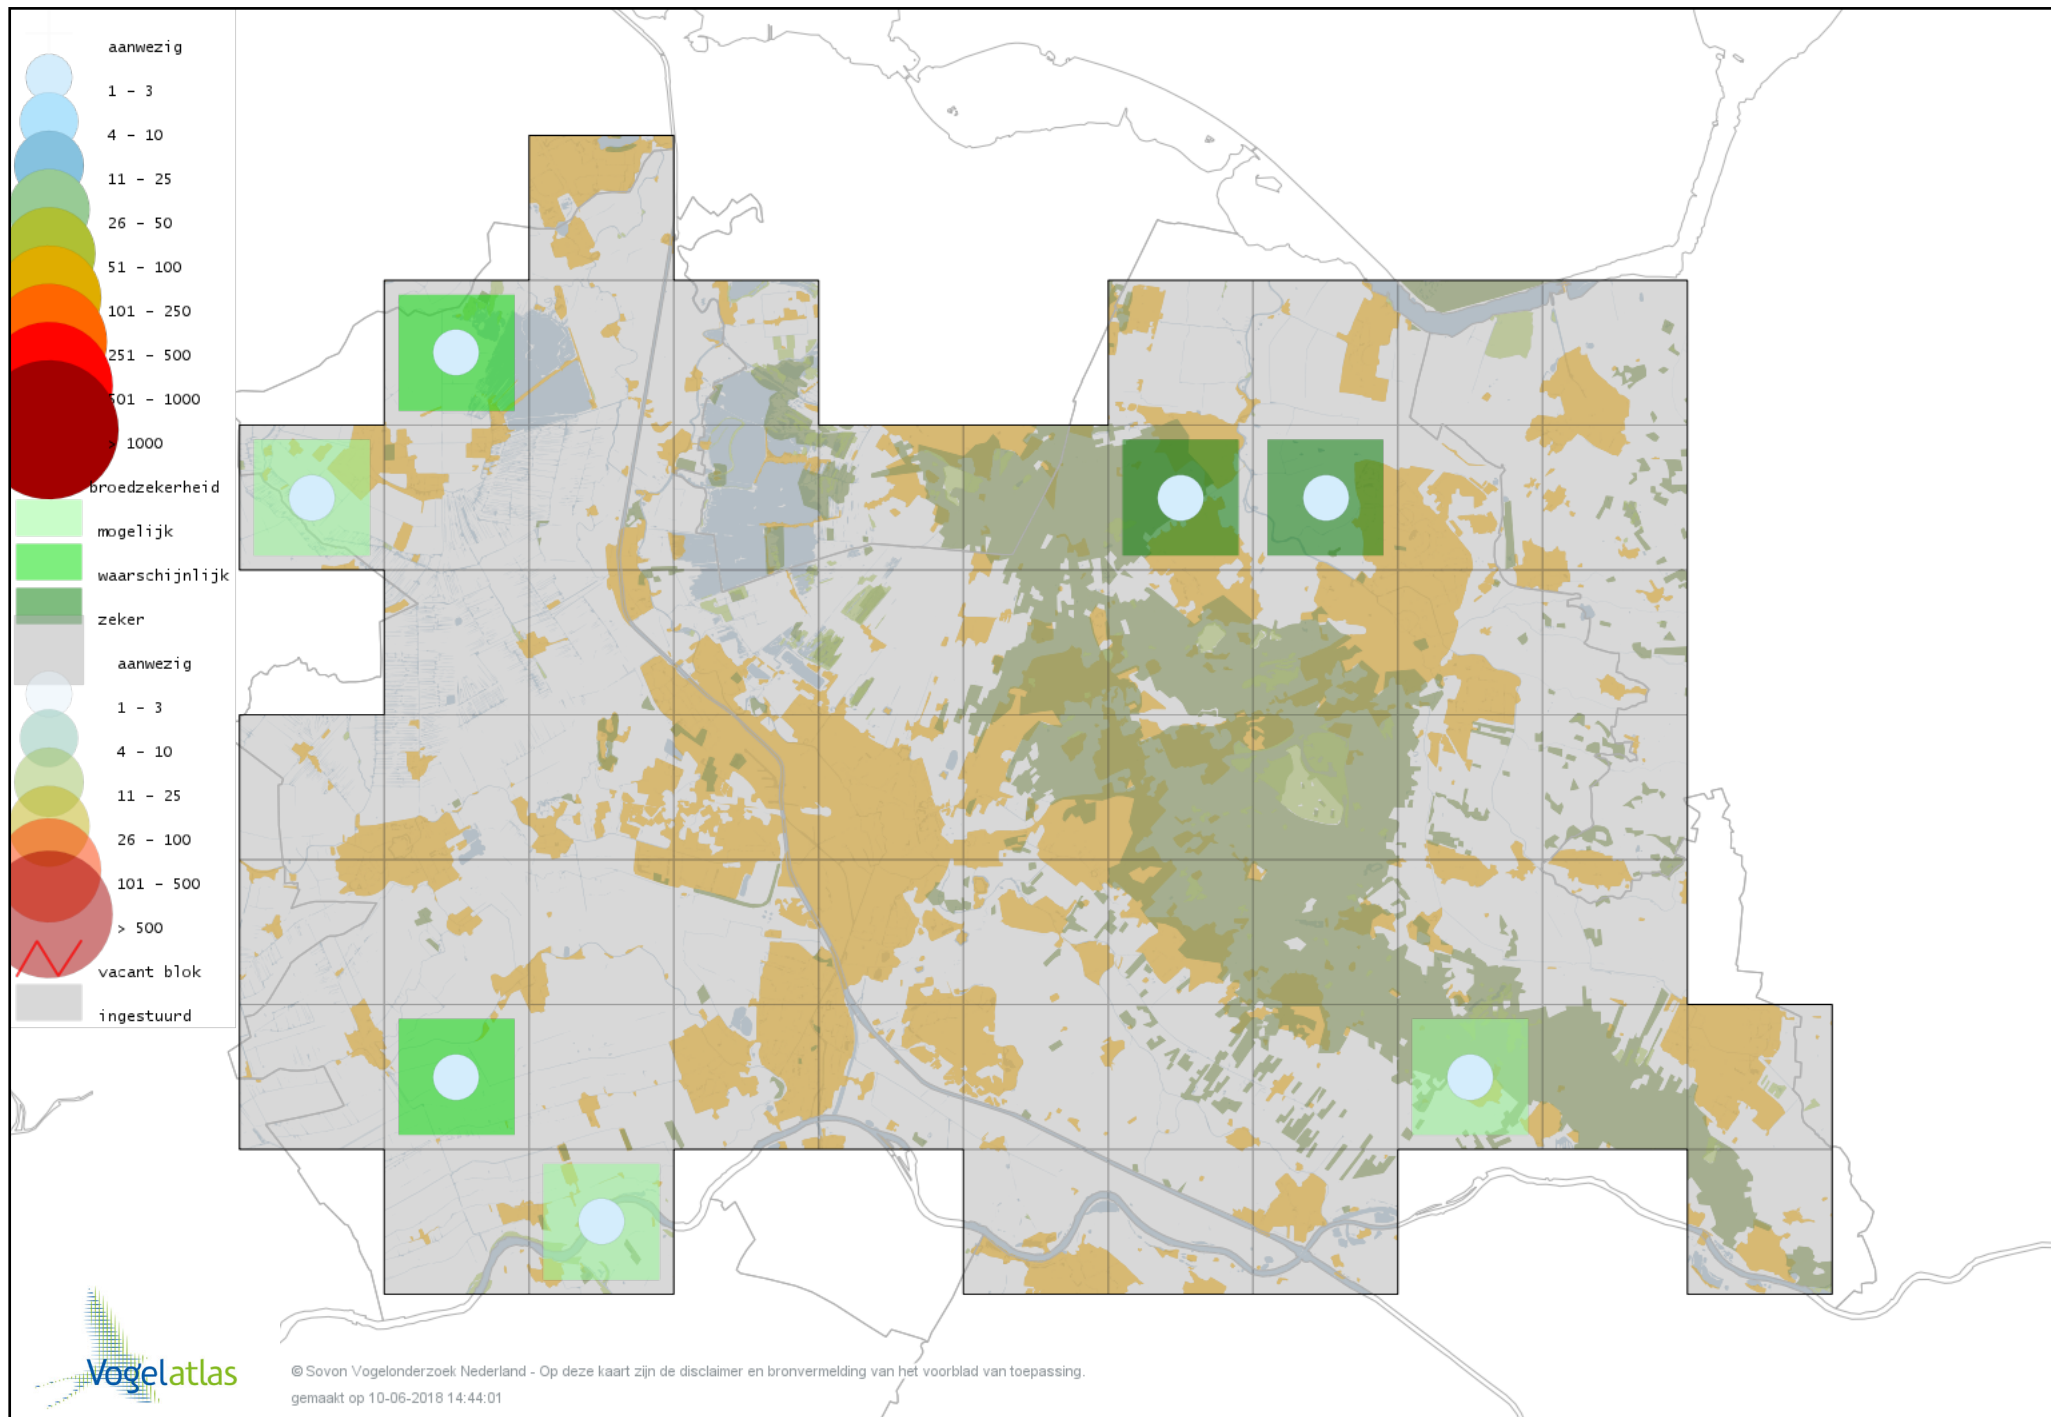 aanwezig
1 - 3
4 - 10
11 - 25
26 - 50
51 - 100
101 - 250
251 - 500
501 - 1000
> 1000
broedzekerheid
mogelijk
waarschijnlijk
zeker
aanwezig
1 - 3
4 - 10
11 - 25
26 - 100
101 - 500
> 500
vacant blok
ingestuurd
Vogelatlas
© Sovon Vogelonderzoek Nederland - Op deze kaart zijn de disclaimer en bronvermelding van het voorblad van toepassing.
gemaakt op 10-06-2018 14:44:01